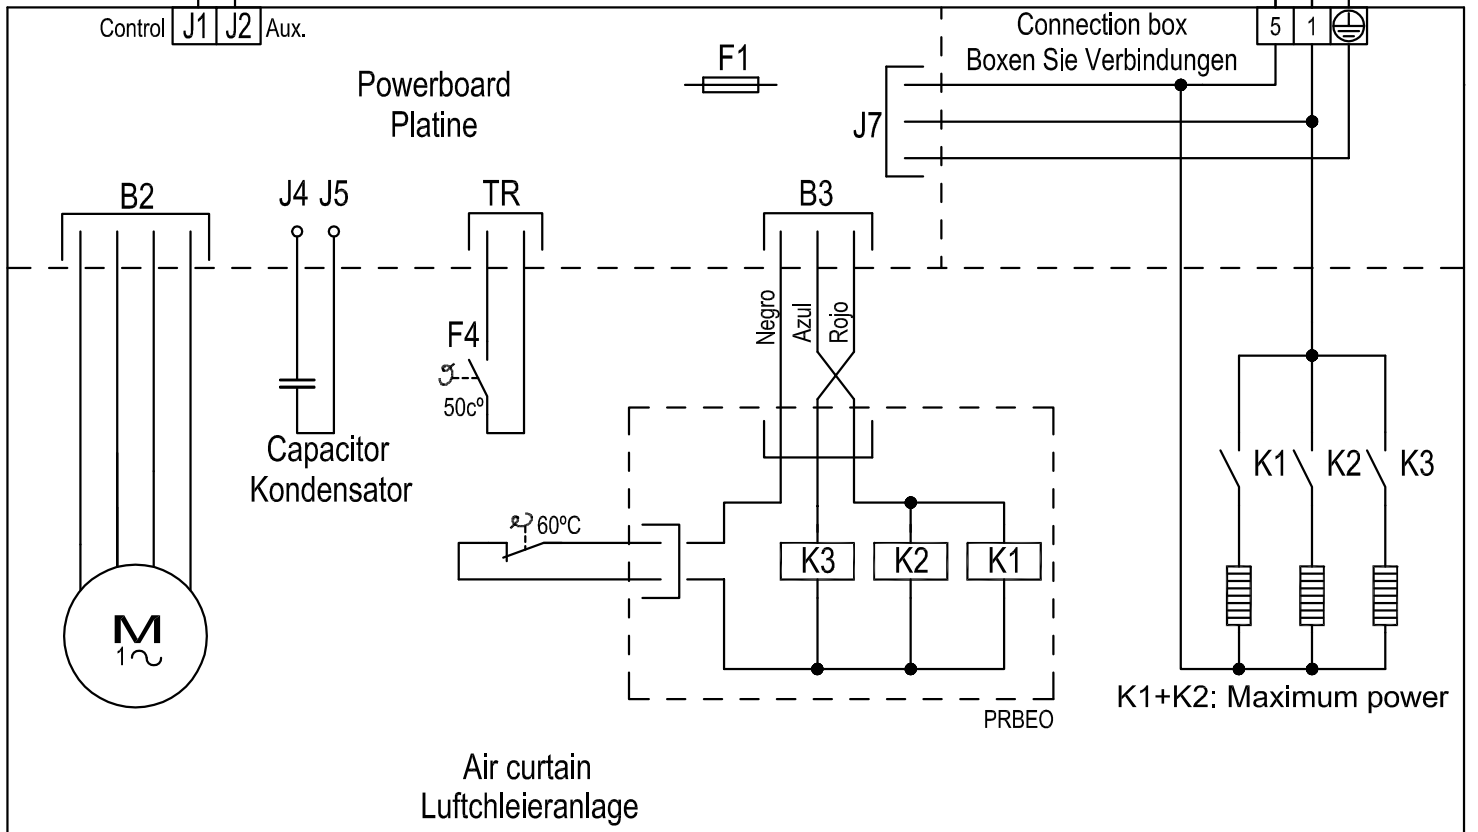 Control J1 J2 Aux.
Connection box
Boxen Sie Verbindungen
5 1
F1
Powerboard
Platine
J7
B2
J4 J5
TR
B3
Negro
Azul
Rojo
F4
50cº
Capacitor
Kondensator
60ºC
K3 K2 K1
K1 K2 K3
M
1~
K1+K2: Maximum power
PRBEO
Air curtain
Luftchleieranlage